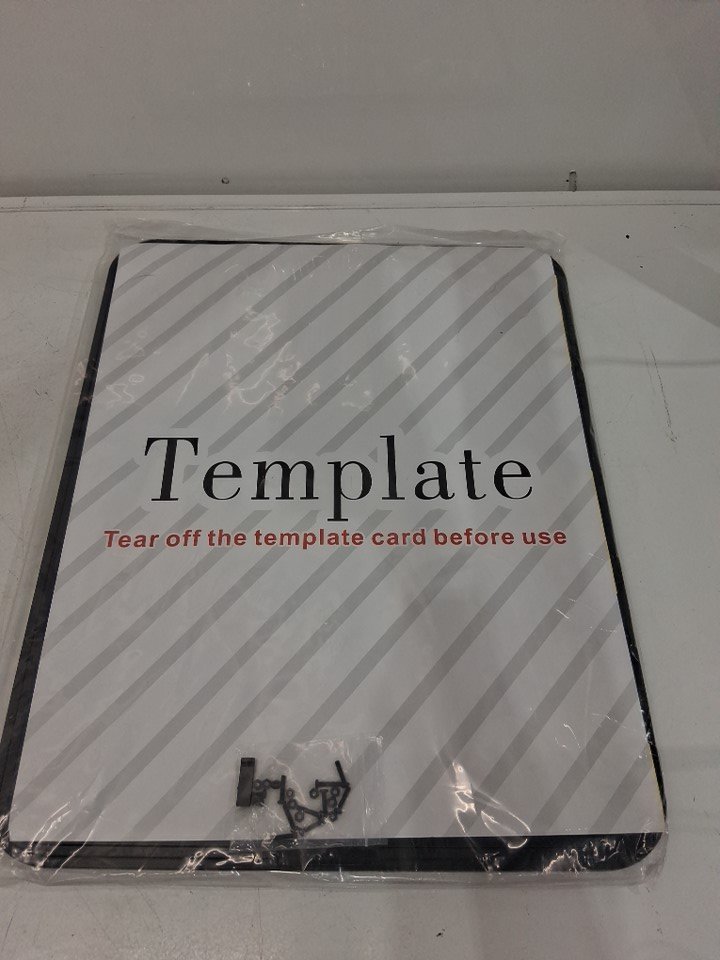 Template
Tear off the template card before use